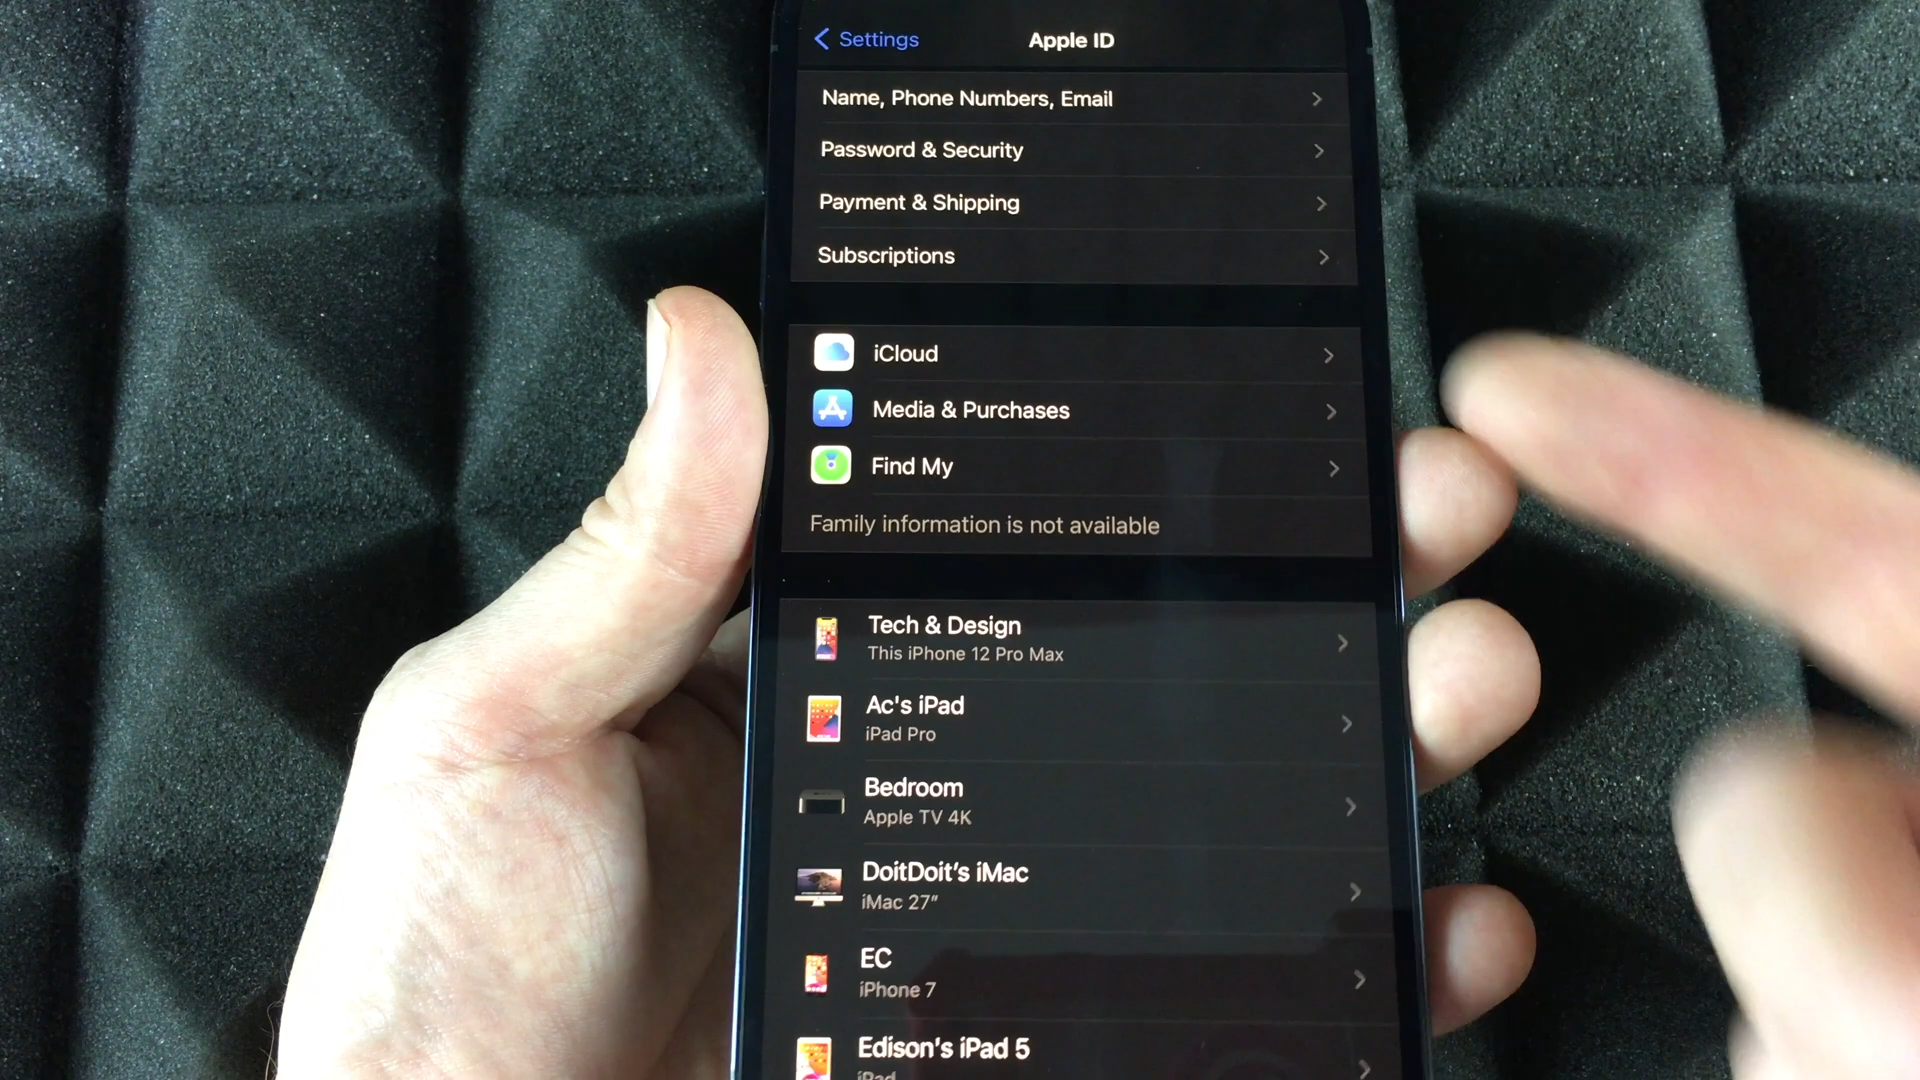 Settings
Apple ID
Name, Phone Numbers, Email
Password & Security
Payment & Shipping
Subscriptions
iCloud
Media & Purchases
Find My
Family information is not available
Tech & Design
This iPhone 12 Pro Max
Ac's iPad
iPad Pro
Bedroom
Apple TV 4K
DoitDoit's iMac
iMac 27"
EC
iPhone 7
Edison's iPad 5
iPad